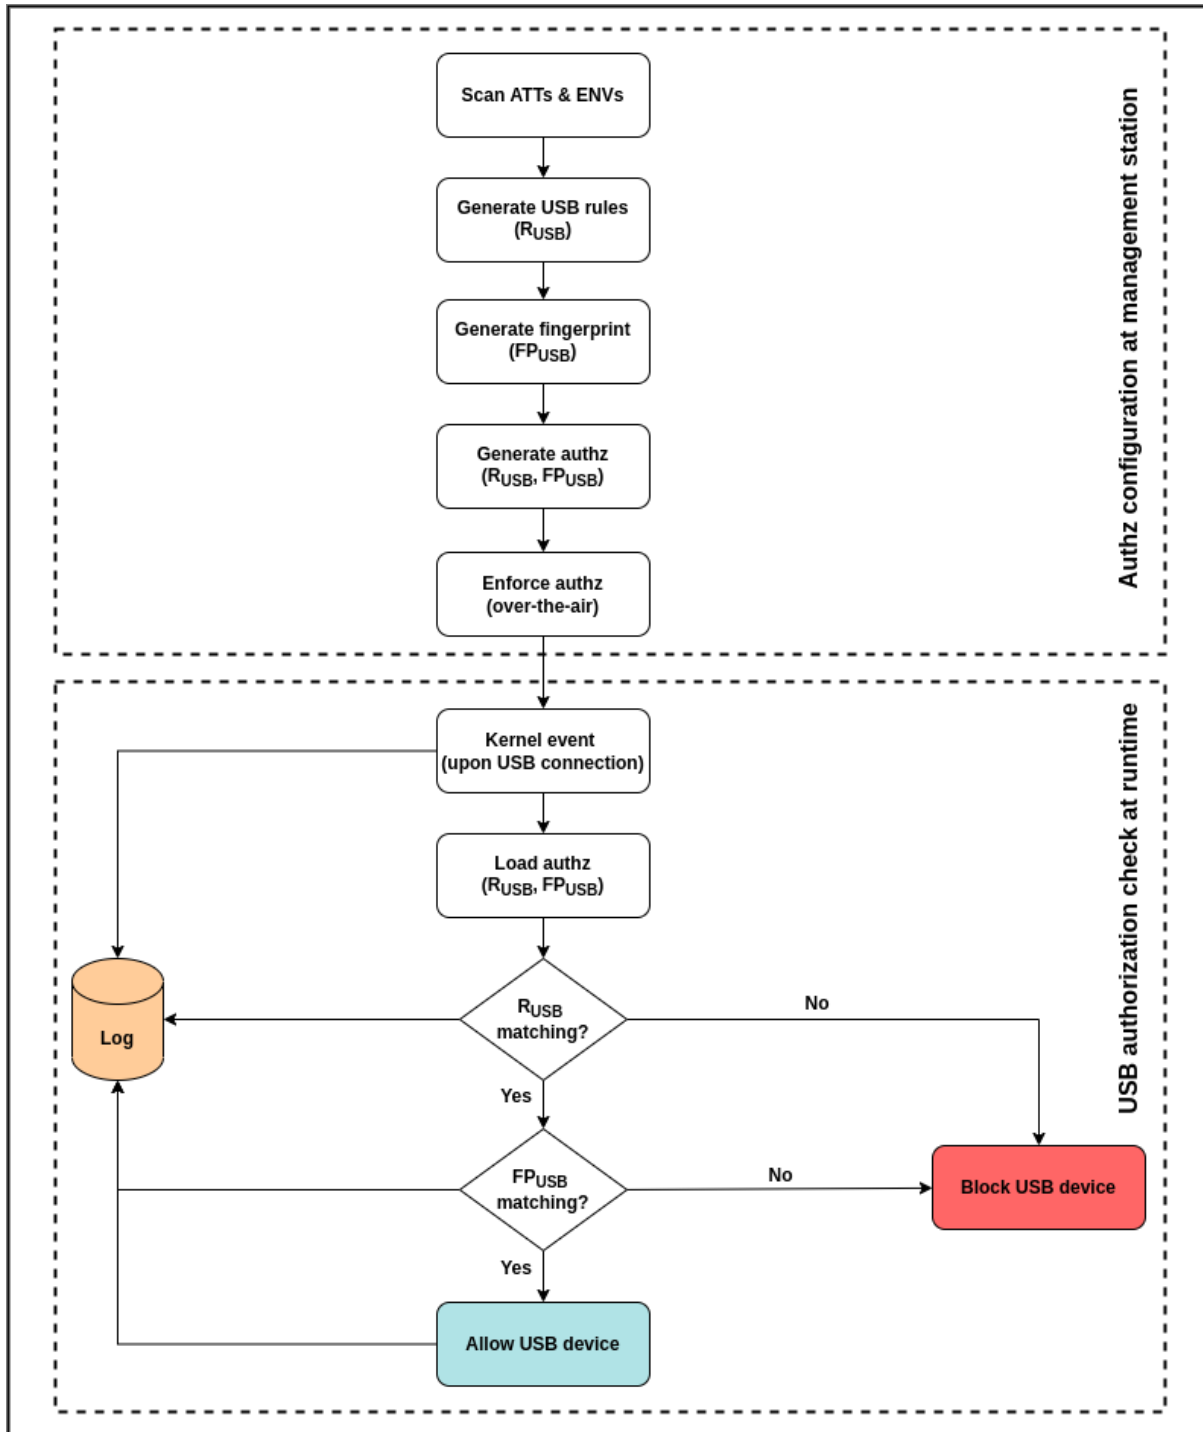 Scan ATTs & ENVs
Generate USB rules
(RUSB)
Generate fingerprint
(FPUSB)
Generate authz
(RUSB, FPUSB)
Enforce authz
(over-the-air)
Authz configuration at management station
Kernel event
(upon USB connection)
Load authz
(RUSB, FPUSB)
RUSB
matching?
No
Log
Yes
FPUSB
matching?
No
Block USB device
Yes
Allow USB device
USB authorization check at runtime